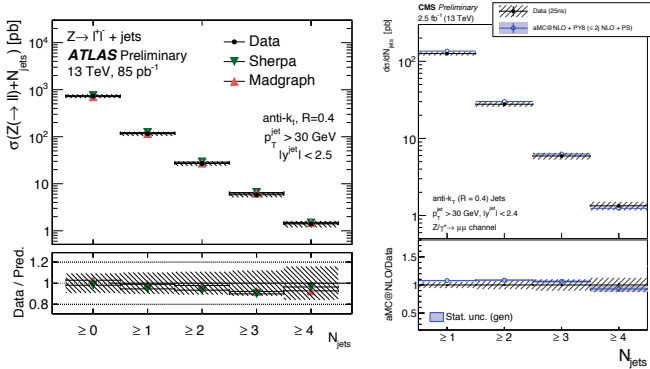 Z→ l⁺l⁻ + jets
ATLAS Preliminary
13 TeV, 85 pb⁻¹
Data
Sherpa
Madgraph
anti-kₜ, R=0.4
p_T^jet > 30 GeV
|y^jet| < 2.5
σ(Z(→ ll)+N_jets) [pb]
10⁴
10³
10²
10
1
Data / Pred.
1.2
1
0.8
≥ 0
≥ 1
≥ 2
≥ 3
≥ 4
N_jets
CMS Preliminary
2.5 fb⁻¹ (13 TeV)
Data (25ns)
aMC@NLO + PY8 (≤ 2j NLO + PS)
dσ/dN_jets [pb]
10²
10
1
anti-k_T (R = 0.4) Jets
p_T^jet > 30 GeV, |y^jet| < 2.4
Z/γ* → μμ channel
aMC@NLO/Data
1.5
1
0.5
Stat. unc. (gen)
≥ 1
≥ 2
≥ 3
≥ 4
N_jets